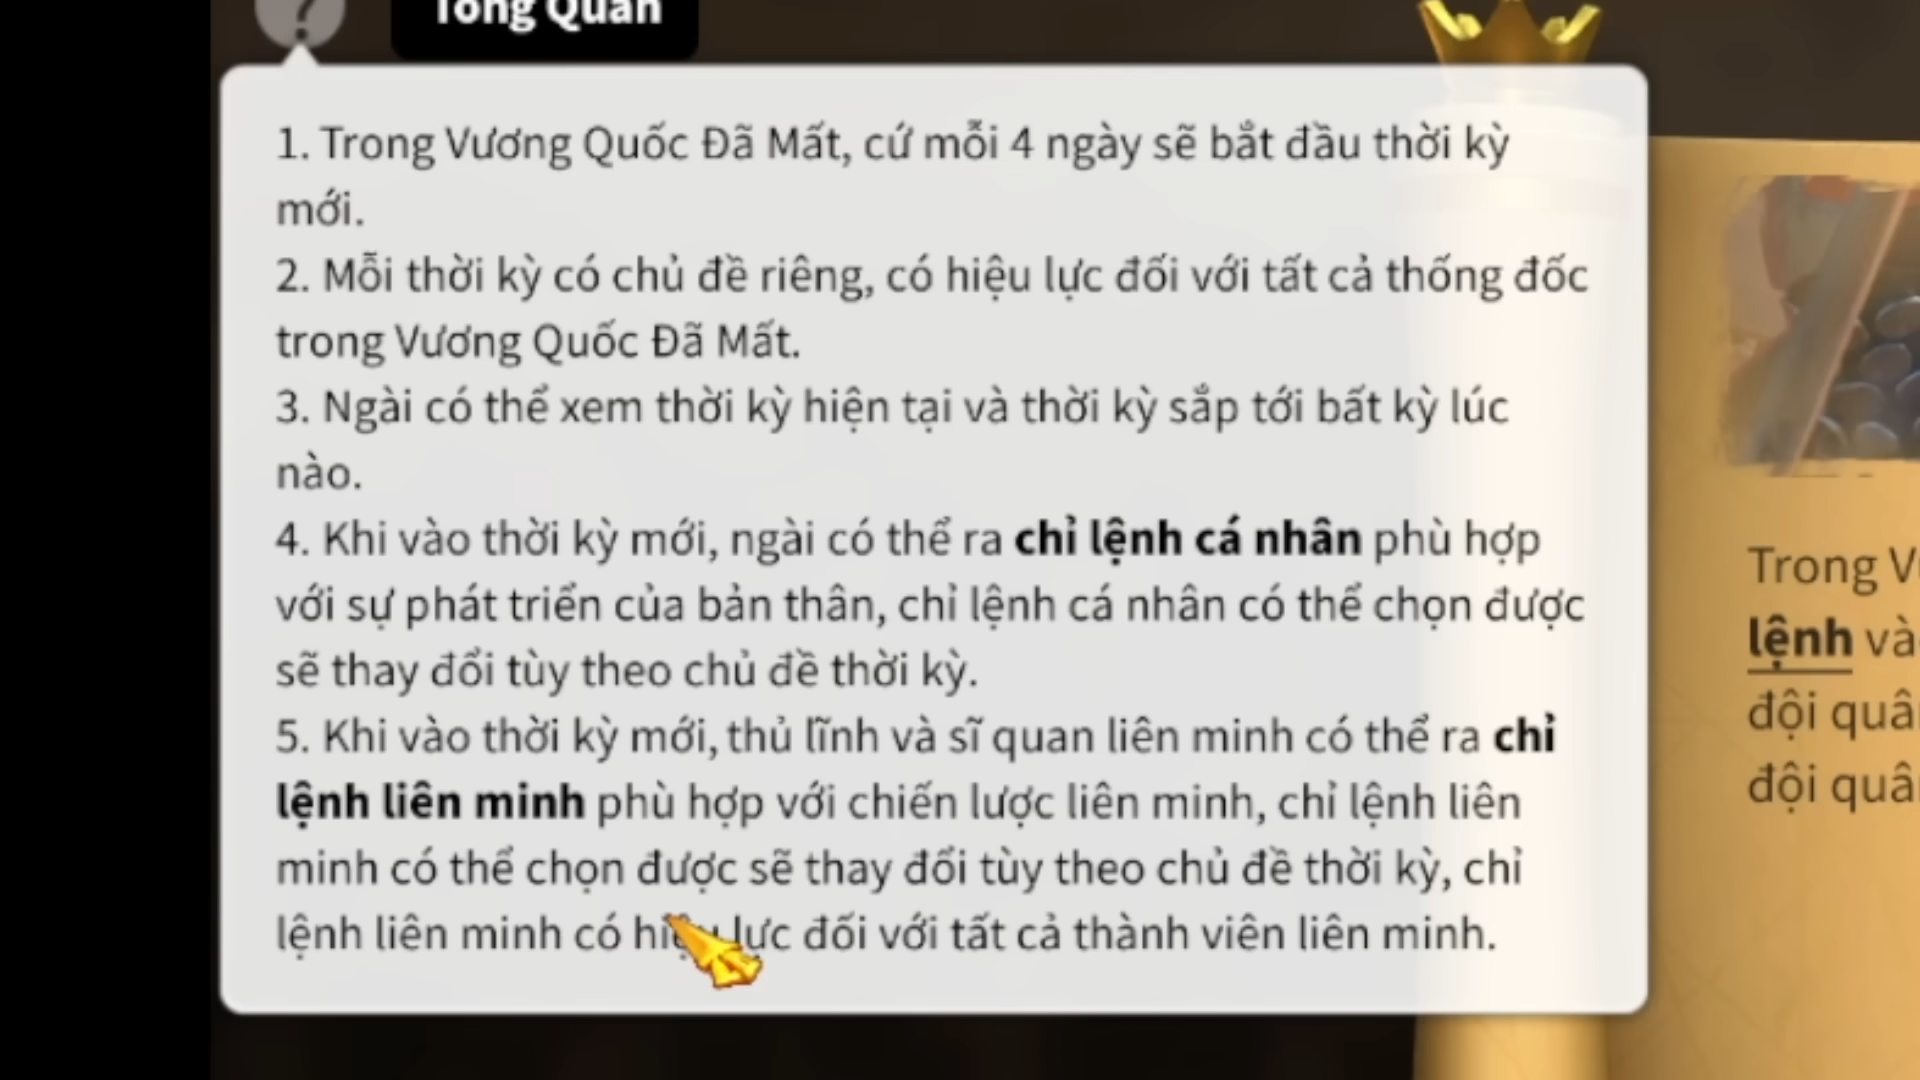 Tổng Quan
1. Trong Vương Quốc Đã Mất, cứ mỗi 4 ngày sẽ bắt đầu thời kỳ
mới.
2. Mỗi thời kỳ có chủ đề riêng, có hiệu lực đối với tất cả thống đốc
trong Vương Quốc Đã Mất.
3. Ngài có thể xem thời kỳ hiện tại và thời kỳ sắp tới bất kỳ lúc
nào.
4. Khi vào thời kỳ mới, ngài có thể ra chỉ lệnh cá nhân phù hợp
với sự phát triển của bản thân, chỉ lệnh cá nhân có thể chọn được
sẽ thay đổi tùy theo chủ đề thời kỳ.
5. Khi vào thời kỳ mới, thủ lĩnh và sĩ quan liên minh có thể ra chỉ
lệnh liên minh phù hợp với chiến lược liên minh, chỉ lệnh liên
minh có thể chọn được sẽ thay đổi tùy theo chủ đề thời kỳ, chỉ
lệnh liên minh có hiệu lực đối với tất cả thành viên liên minh.
Trong
lệnh
đội
đội